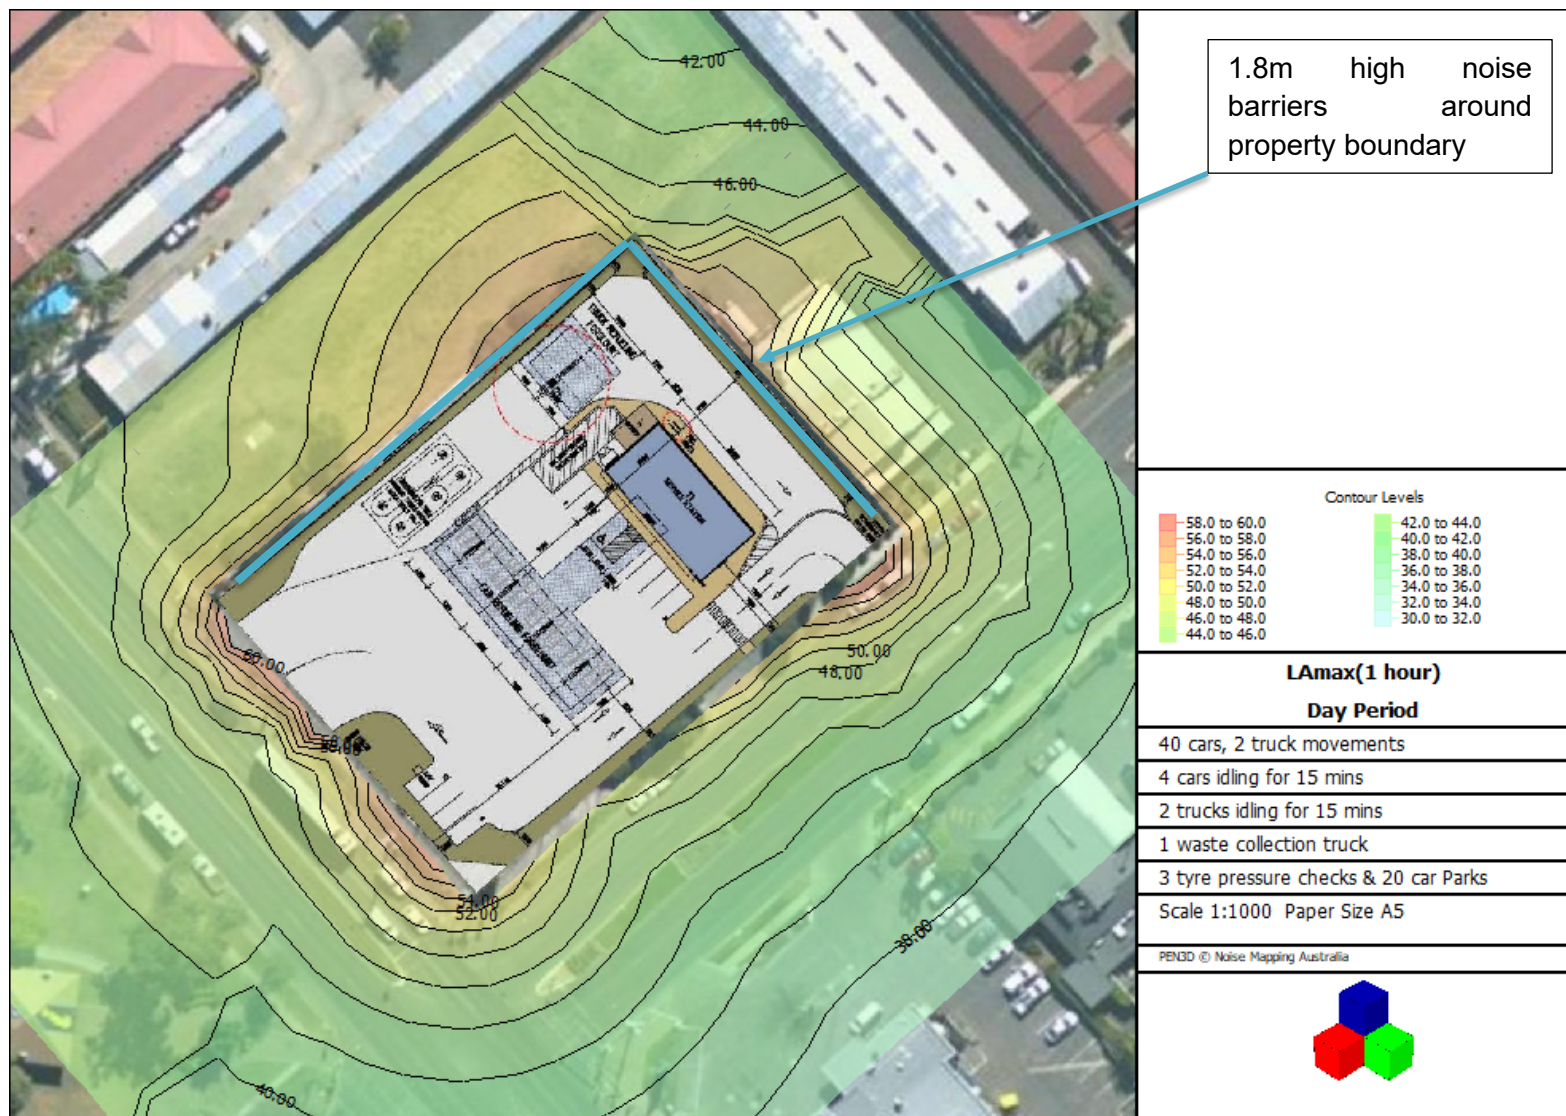 1.8m high noise
barriers around
property boundary
42.00
44.00
46.00
60.00
50.00
48.00
54.00
52.00
38.00
40.00
Contour Levels
58.0 to 60.0
56.0 to 58.0
54.0 to 56.0
52.0 to 54.0
50.0 to 52.0
48.0 to 50.0
46.0 to 48.0
44.0 to 46.0
42.0 to 44.0
40.0 to 42.0
38.0 to 40.0
36.0 to 38.0
34.0 to 36.0
32.0 to 34.0
30.0 to 32.0
LAmax(1 hour)
Day Period
40 cars, 2 truck movements
4 cars idling for 15 mins
2 trucks idling for 15 mins
1 waste collection truck
3 tyre pressure checks & 20 car Parks
Scale 1:1000 Paper Size A5
PEN3D © Noise Mapping Australia